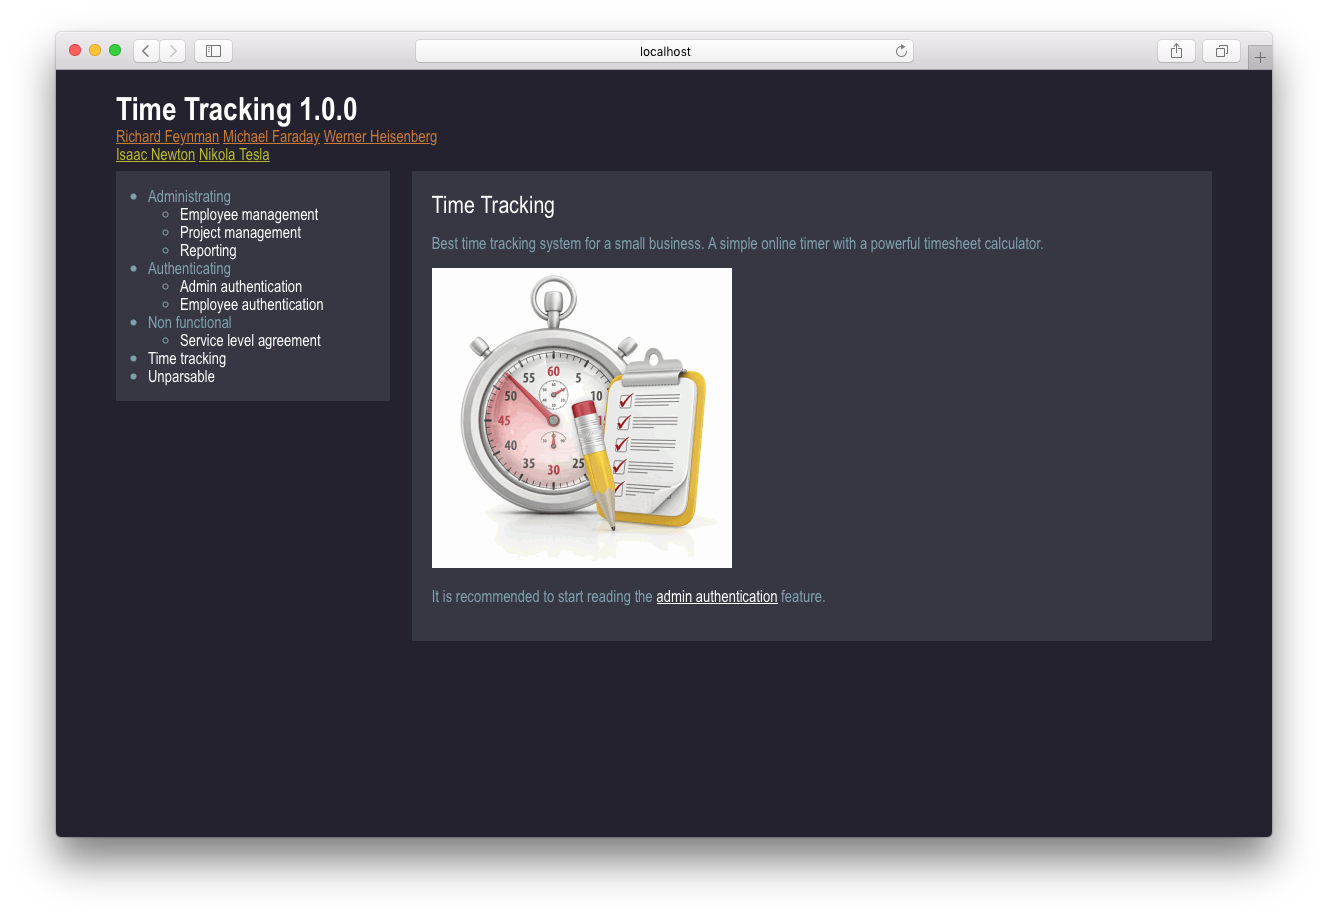 localhost
Time Tracking 1.0.0
Richard Feynman Michael Faraday Werner Heisenberg
Isaac Newton Nikola Tesla
Administrating
Employee management
Project management
Reporting
Authenticating
Admin authentication
Employee authentication
Non functional
Service level agreement
Time tracking
Unparsable
Time Tracking
Best time tracking system for a small business. A simple online timer with a powerful timesheet calculator.
60
55
5
50
10
45
40
35
25
30
It is recommended to start reading the admin authentication feature.